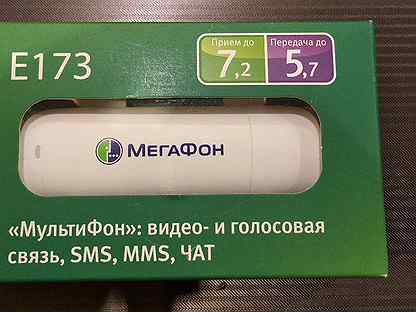 E173
Прием до
7,2
Передача до
5,7
МЕГАФОН
«МультиФон»: видео- и голосовая
связь, SMS, MMS, ЧАТ